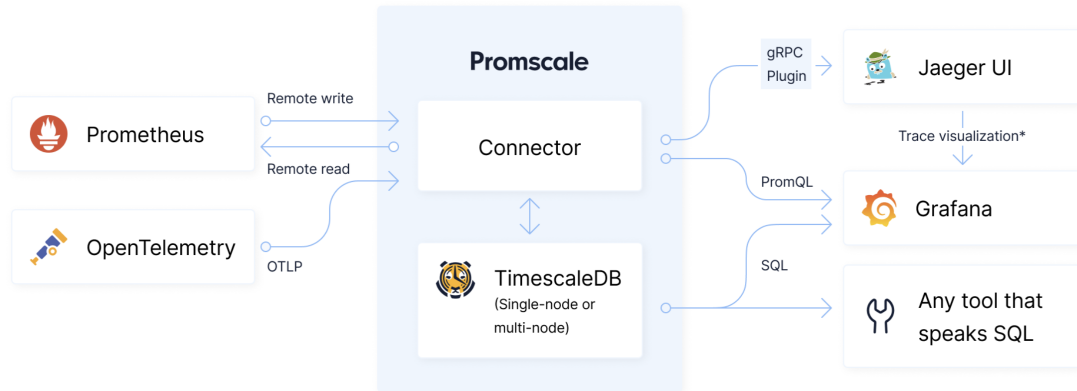 Promscale
Prometheus
OpenTelemetry
Remote write
Remote read
OTLP
Connector
TimescaleDB
(Single-node or
multi-node)
gRPC
Plugin
PromQL
SQL
Jaeger UI
Trace visualization*
Grafana
Any tool that
speaks SQL